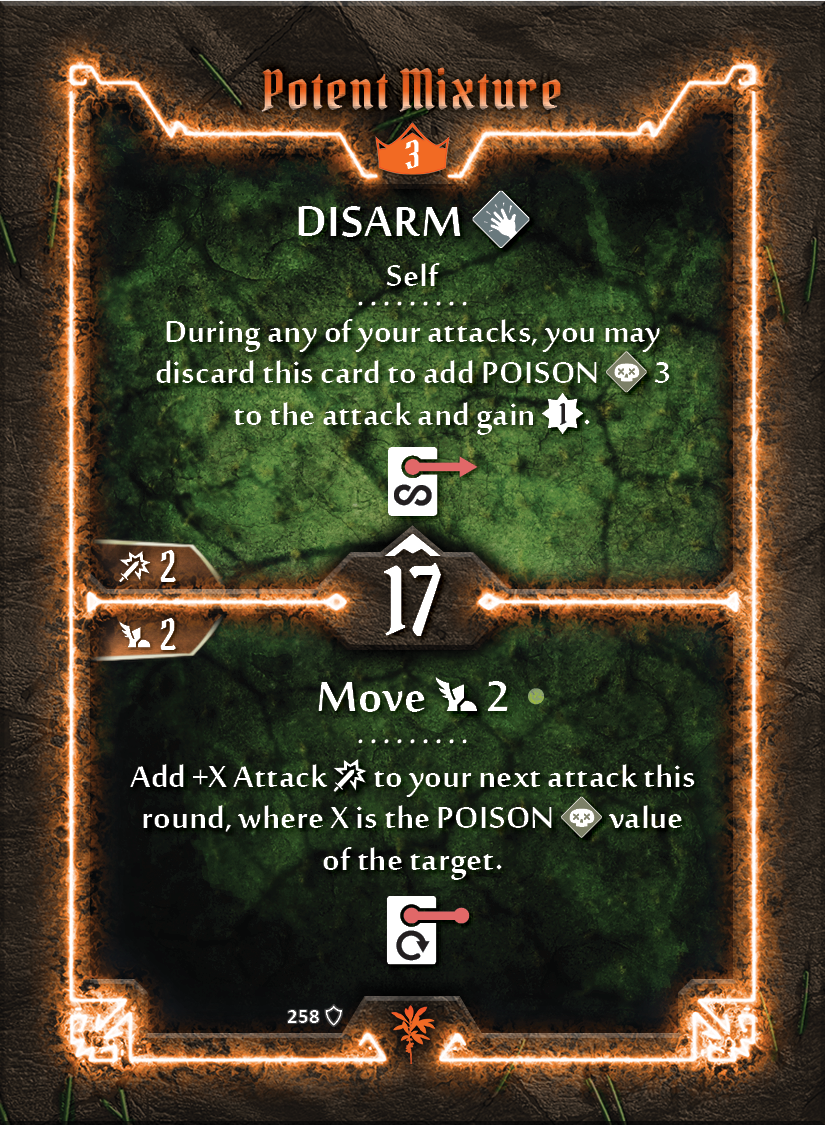 Potent Mixture
3
DISARM
Self
During any of your attacks, you may
discard this card to add POISON 3
to the attack and gain 1.
2
17
2
Move 2
Add +X Attack to your next attack this
round, where X is the POISON value
of the target.
258